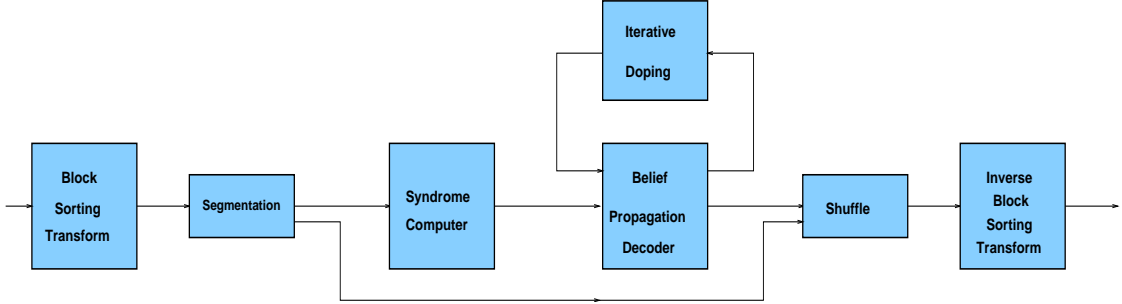 Iterative
Doping
Block
Sorting
Transform
Segmentation
Syndrome
Computer
Belief
Propagation
Decoder
Shuffle
Inverse
Block
Sorting
Transform